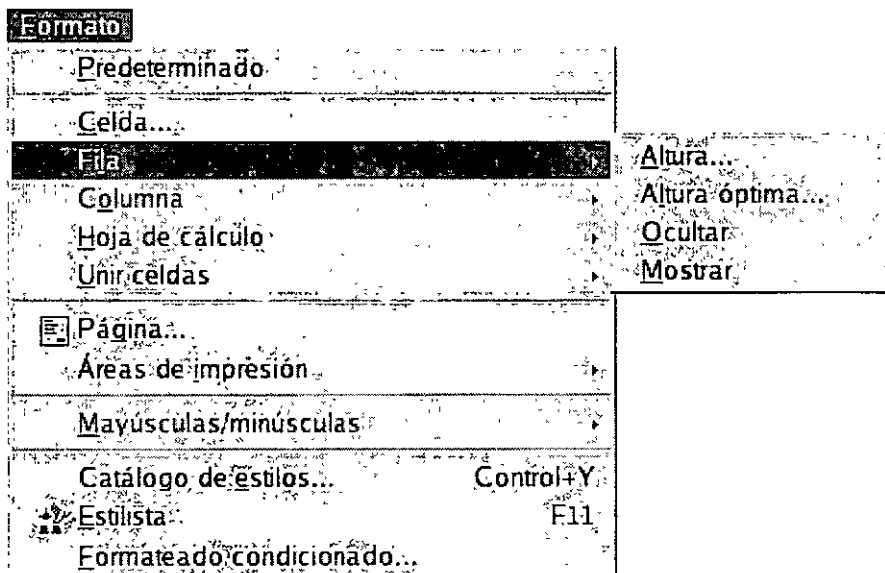 Formato
Predeterminado
Celda...
Fila
Columna
Hoja de cálculo
Unir celdas
Página...
Áreas de impresión
Mayúsculas/minúsculas
Catálogo de estilos... Control+Y
Estilista F11
Formateado condicionado...
Altura...
Altura óptima...
Ocultar
Mostrar